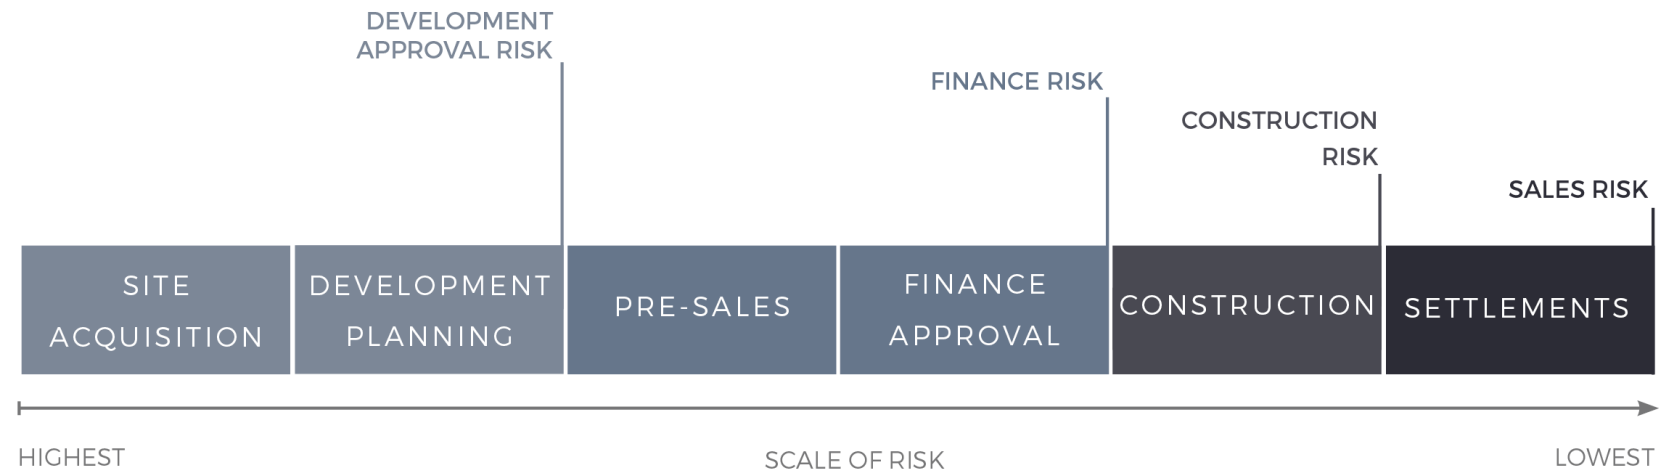 DEVELOPMENT
APPROVAL RISK
FINANCE RISK
CONSTRUCTION
RISK
SALES RISK
SITE
ACQUISITION
DEVELOPMENT
PLANNING
PRE-SALES
FINANCE
APPROVAL
CONSTRUCTION
SETTLEMENTS
HIGHEST
SCALE OF RISK
LOWEST